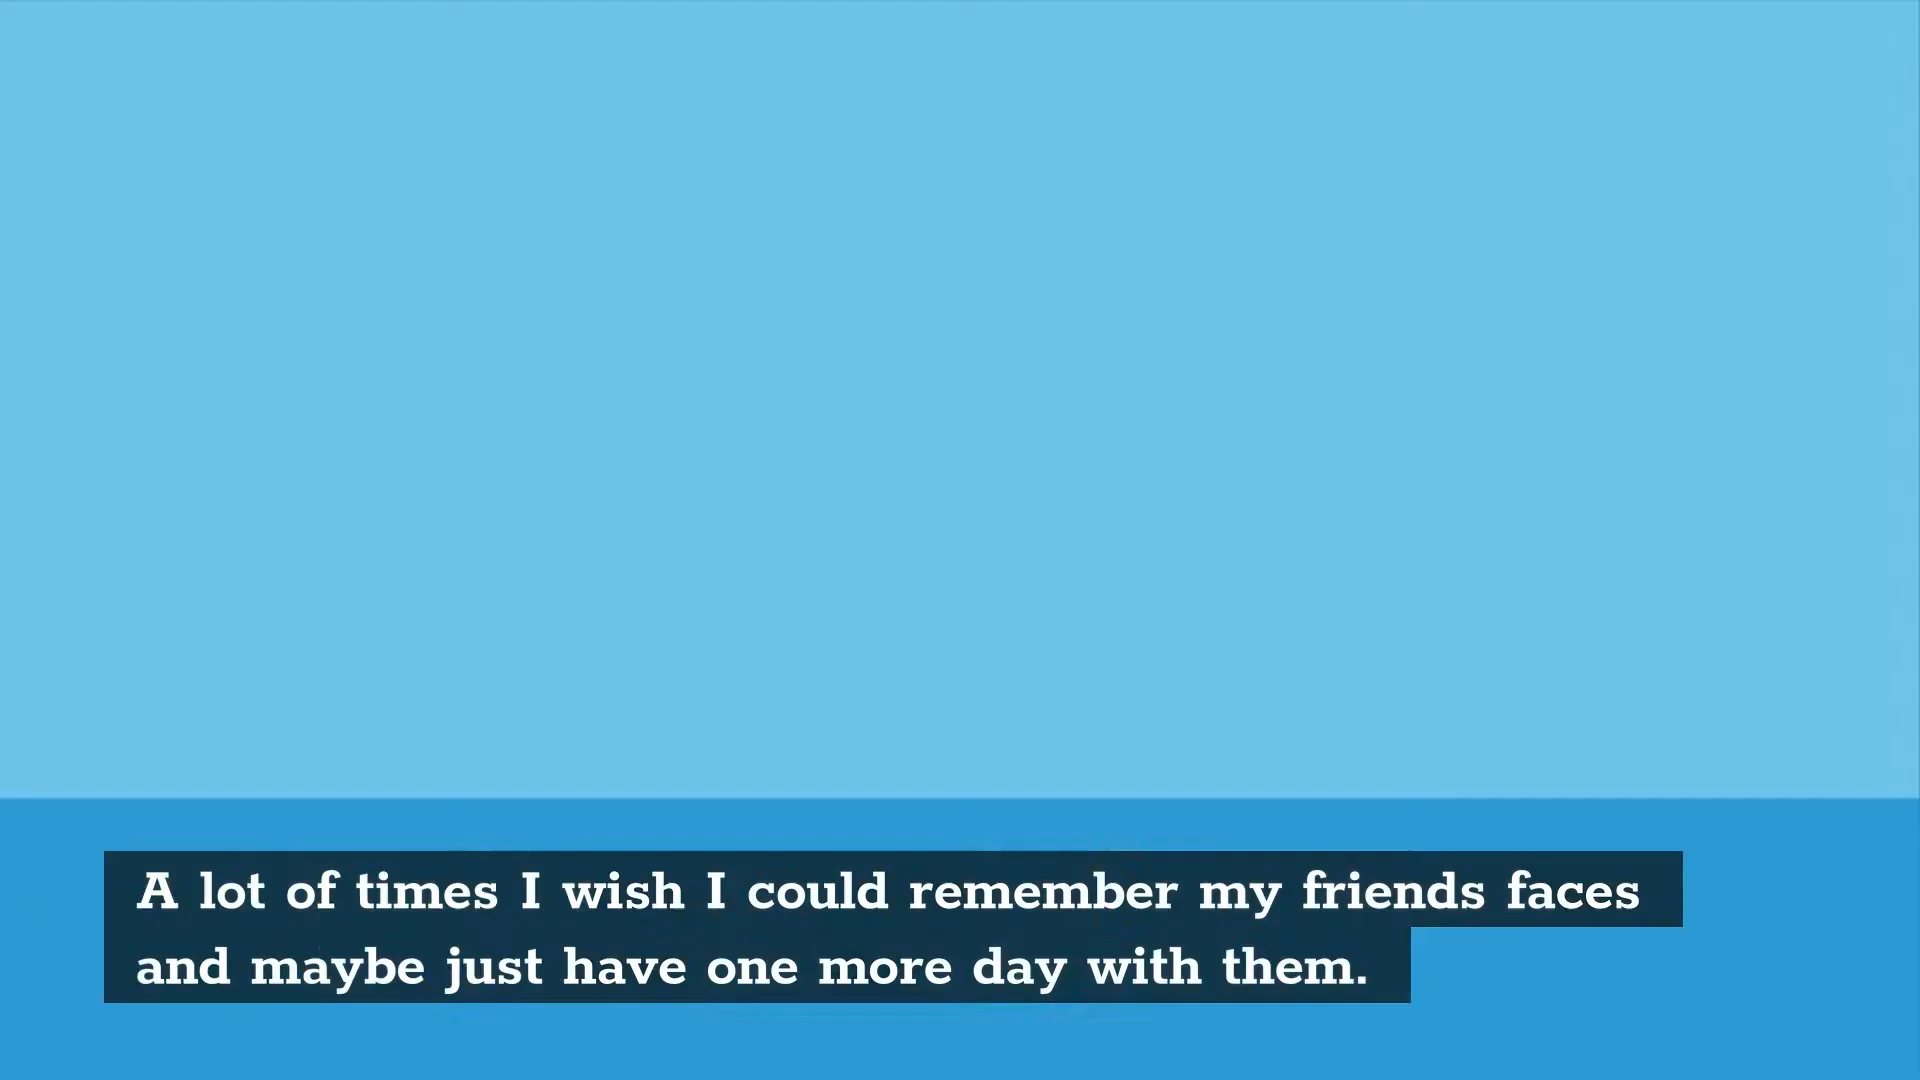 A lot of times I wish I could remember my friends faces
and maybe just have one more day with them.